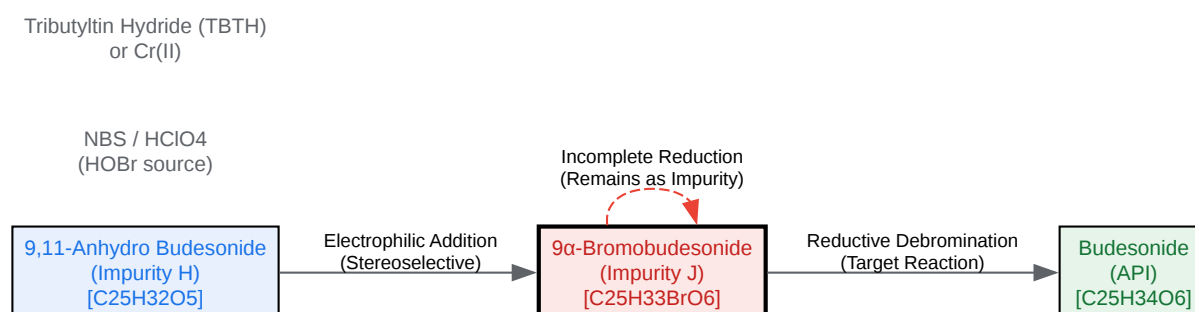 Tributyltin Hydride (TBTH)
or Cr(II)
NBS / HClO4
(HOBr source)
Incomplete Reduction
(Remains as Impurity)
9,11-Anhydro Budesonide
(Impurity H)
[C25H32O5]
Electrophilic Addition
(Stereoselective)
9α-Bromobudesonide
(Impurity J)
[C25H33BrO6]
Reductive Debromination
(Target Reaction)
Budesonide
(API)
[C25H34O6]